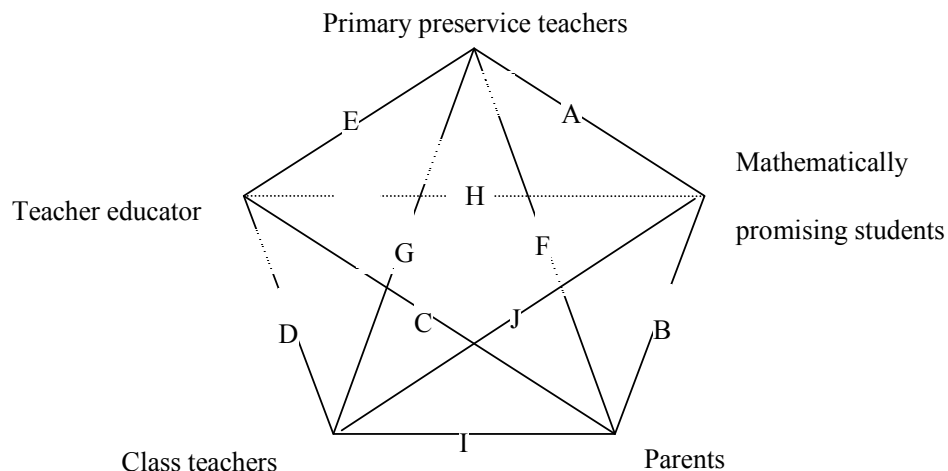 Primary preservice teachers
A
E
Mathematically
H
Teacher educator
promising students
G
F
C
J
D
B
I
Class teachers
Parents